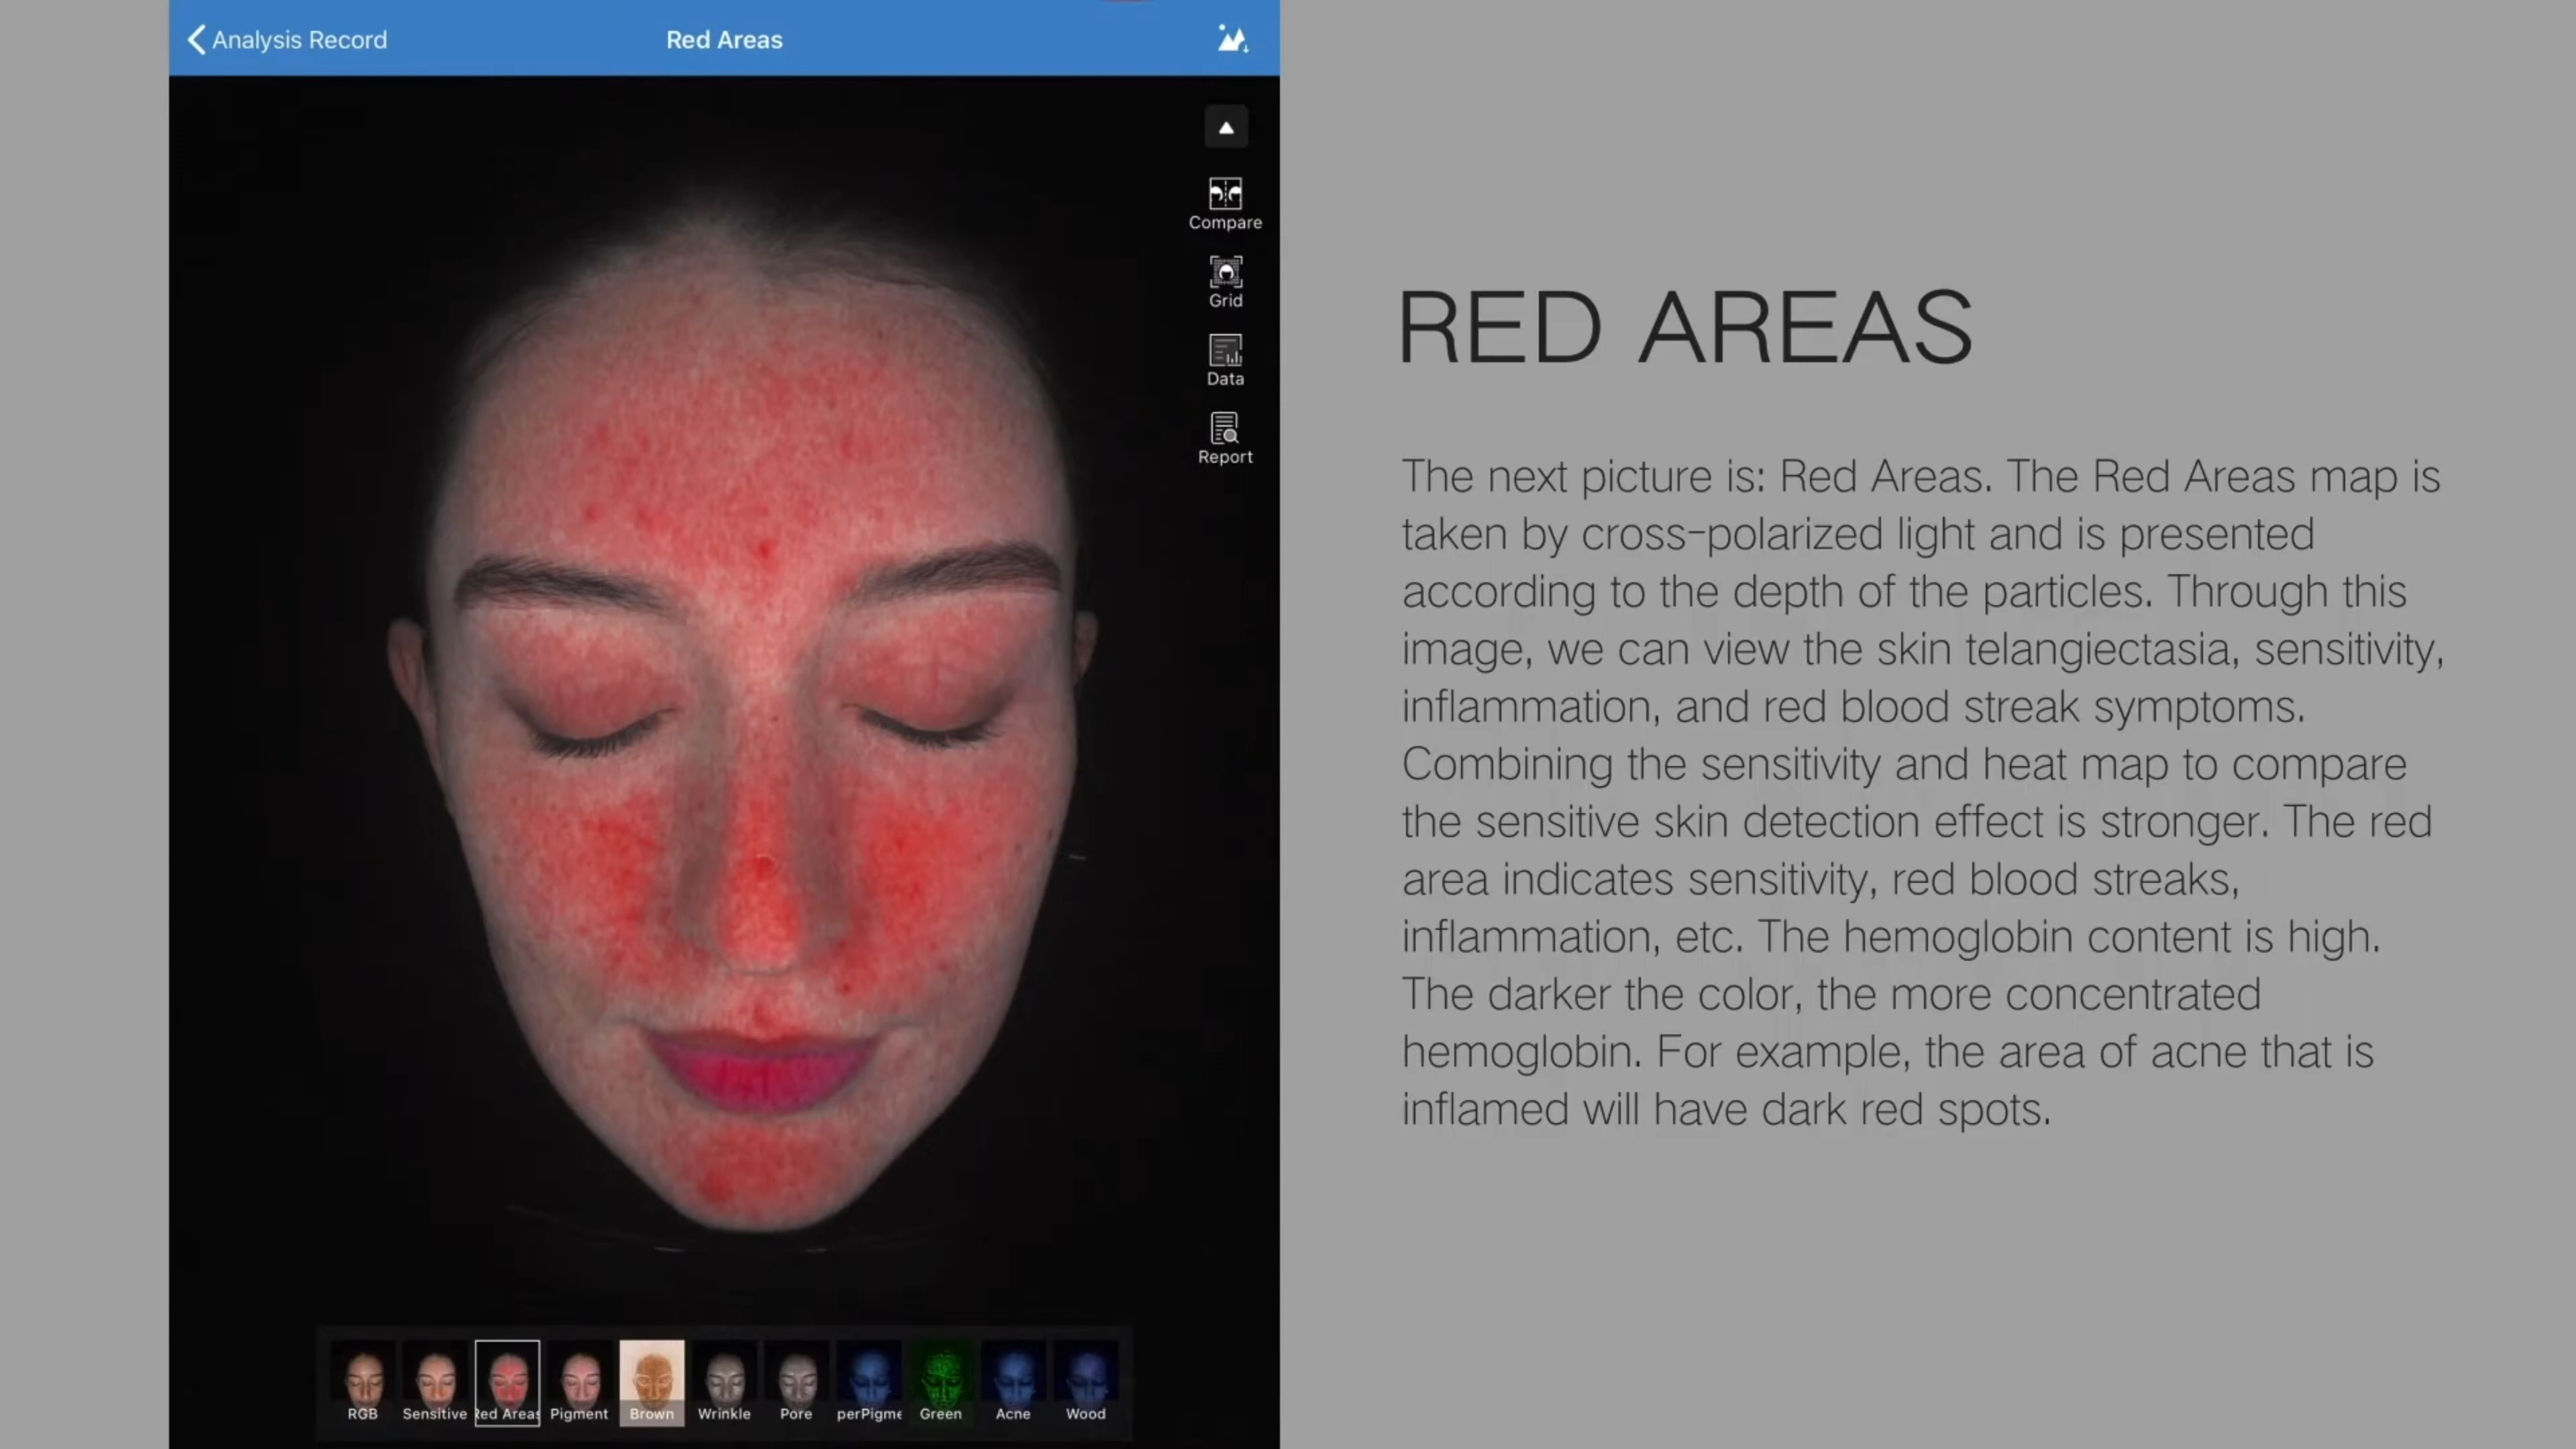 Analysis Record
Red Areas
Compare
Grid
Data
Report
RGB
Sensitive
Red Areas
Pigment
Brown
Wrinkle
Pore
perPigme
Green
Acne
Wood
RED AREAS
The next picture is: Red Areas. The Red Areas map is
taken by cross-polarized light and is presented
according to the depth of the particles. Through this
image, we can view the skin telangiectasia, sensitivity,
inflammation, and red blood streak symptoms.
Combining the sensitivity and heat map to compare
the sensitive skin detection effect is stronger. The red
area indicates sensitivity, red blood streaks,
inflammation, etc. The hemoglobin content is high.
The darker the color, the more concentrated
hemoglobin. For example, the area of acne that is
inflamed will have dark red spots.